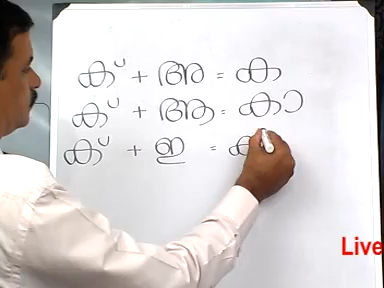 ക് + അ = ക
ക് + ആ = കാ
ക് + ഇ = ക
Live